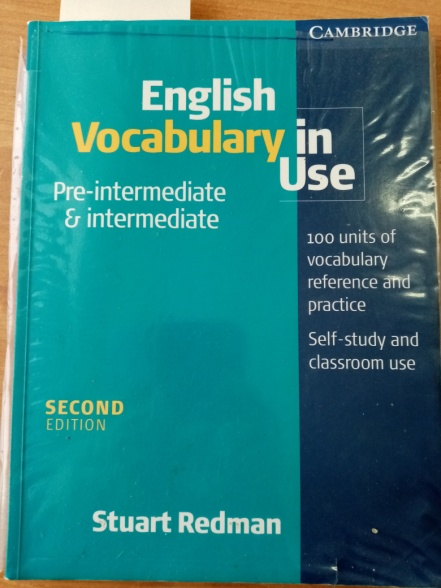 CAMBRIDGE
English
Vocabulary in
Use
Pre-intermediate
& intermediate
100 units of
vocabulary
reference and
practice
Self-study and
classroom use
SECOND
EDITION
Stuart Redman